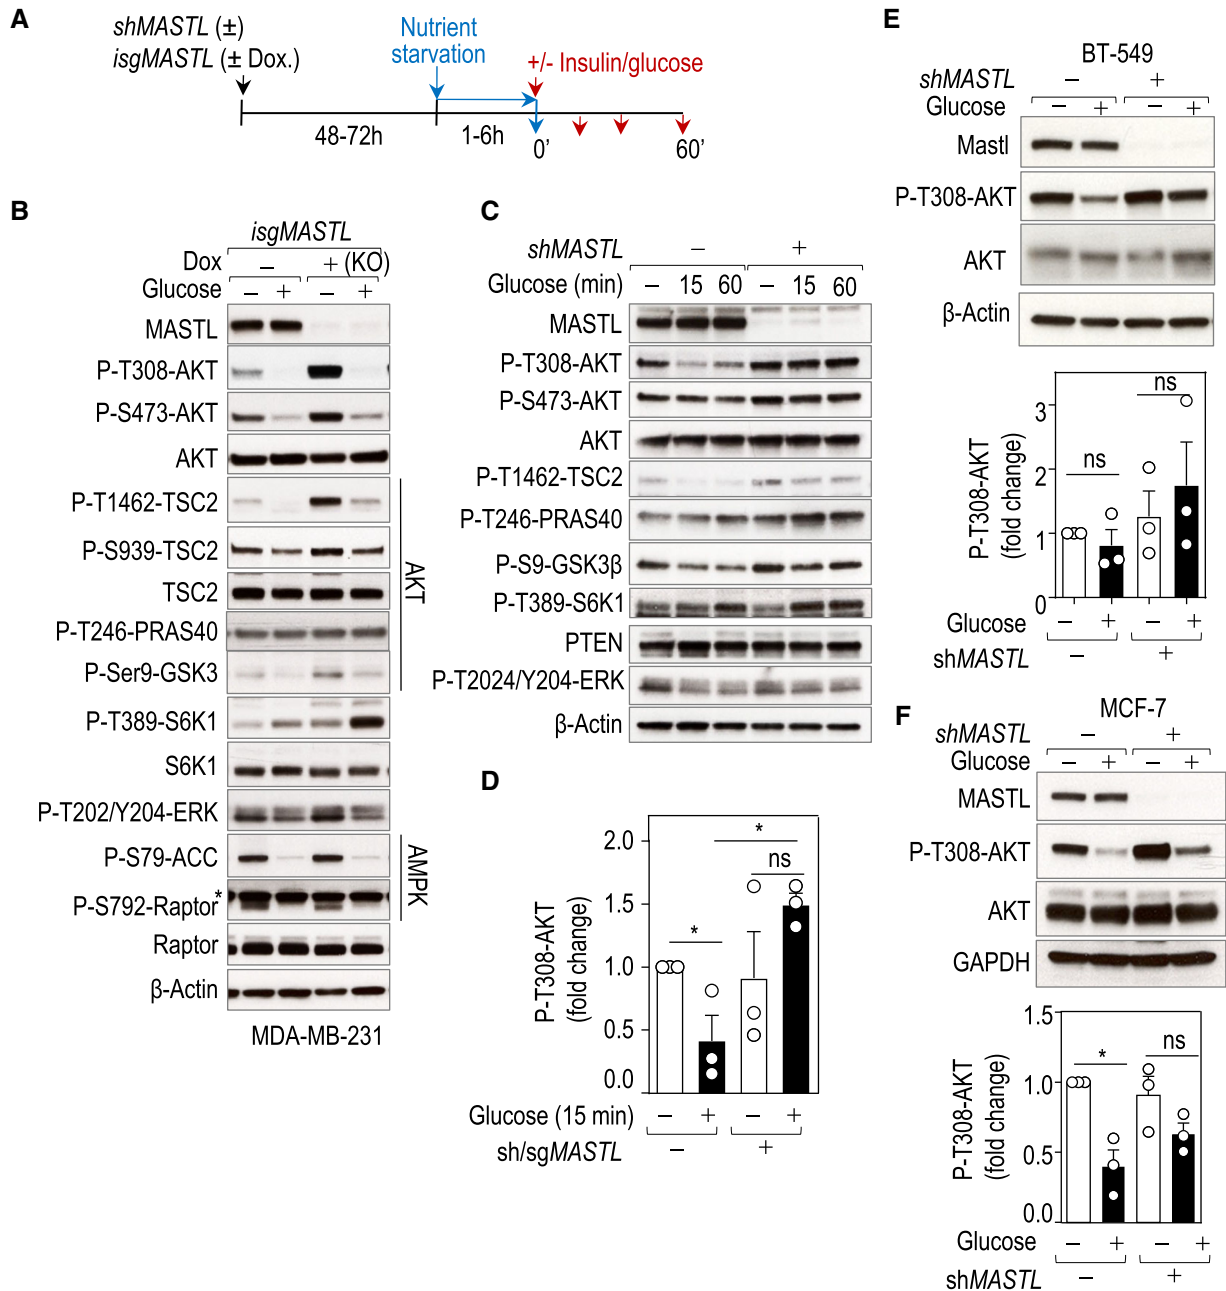 A
shMASTL (±)
isgMASTL (± Dox.)
Nutrient
starvation
+/- Insulin/glucose
48-72h
1-6h
0'
60'
B
isgMASTL
Dox – + (KO)
Glucose – + – +
MASTL
P-T308-AKT
P-S473-AKT
AKT
P-T1462-TSC2
P-S939-TSC2
TSC2
P-T246-PRAS40
P-Ser9-GSK3
AKT
P-T389-S6K1
S6K1
P-T202/Y204-ERK
P-S79-ACC
P-S792-Raptor*
AMPK
Raptor
β-Actin
MDA-MB-231
C
shMASTL – +
Glucose (min) – 15 60 – 15 60
MASTL
P-T308-AKT
P-S473-AKT
AKT
P-T1462-TSC2
P-T246-PRAS40
P-S9-GSK3β
P-T389-S6K1
PTEN
P-T2024/Y204-ERK
β-Actin
D
P-T308-AKT
(fold change)
2.0
1.5
1.0
0.5
0.0
*
*
ns
Glucose (15 min) – + – +
sh/sgMASTL – +
E
BT-549
shMASTL – +
Glucose – + – +
Mastl
P-T308-AKT
AKT
β-Actin
P-T308-AKT
(fold change)
3
2
1
0
ns
ns
Glucose – + – +
shMASTL – +
F
MCF-7
shMASTL – +
Glucose – + – +
MASTL
P-T308-AKT
AKT
GAPDH
P-T308-AKT
(fold change)
1.5
1.0
0.5
0.0
*
ns
Glucose – + – +
shMASTL – +